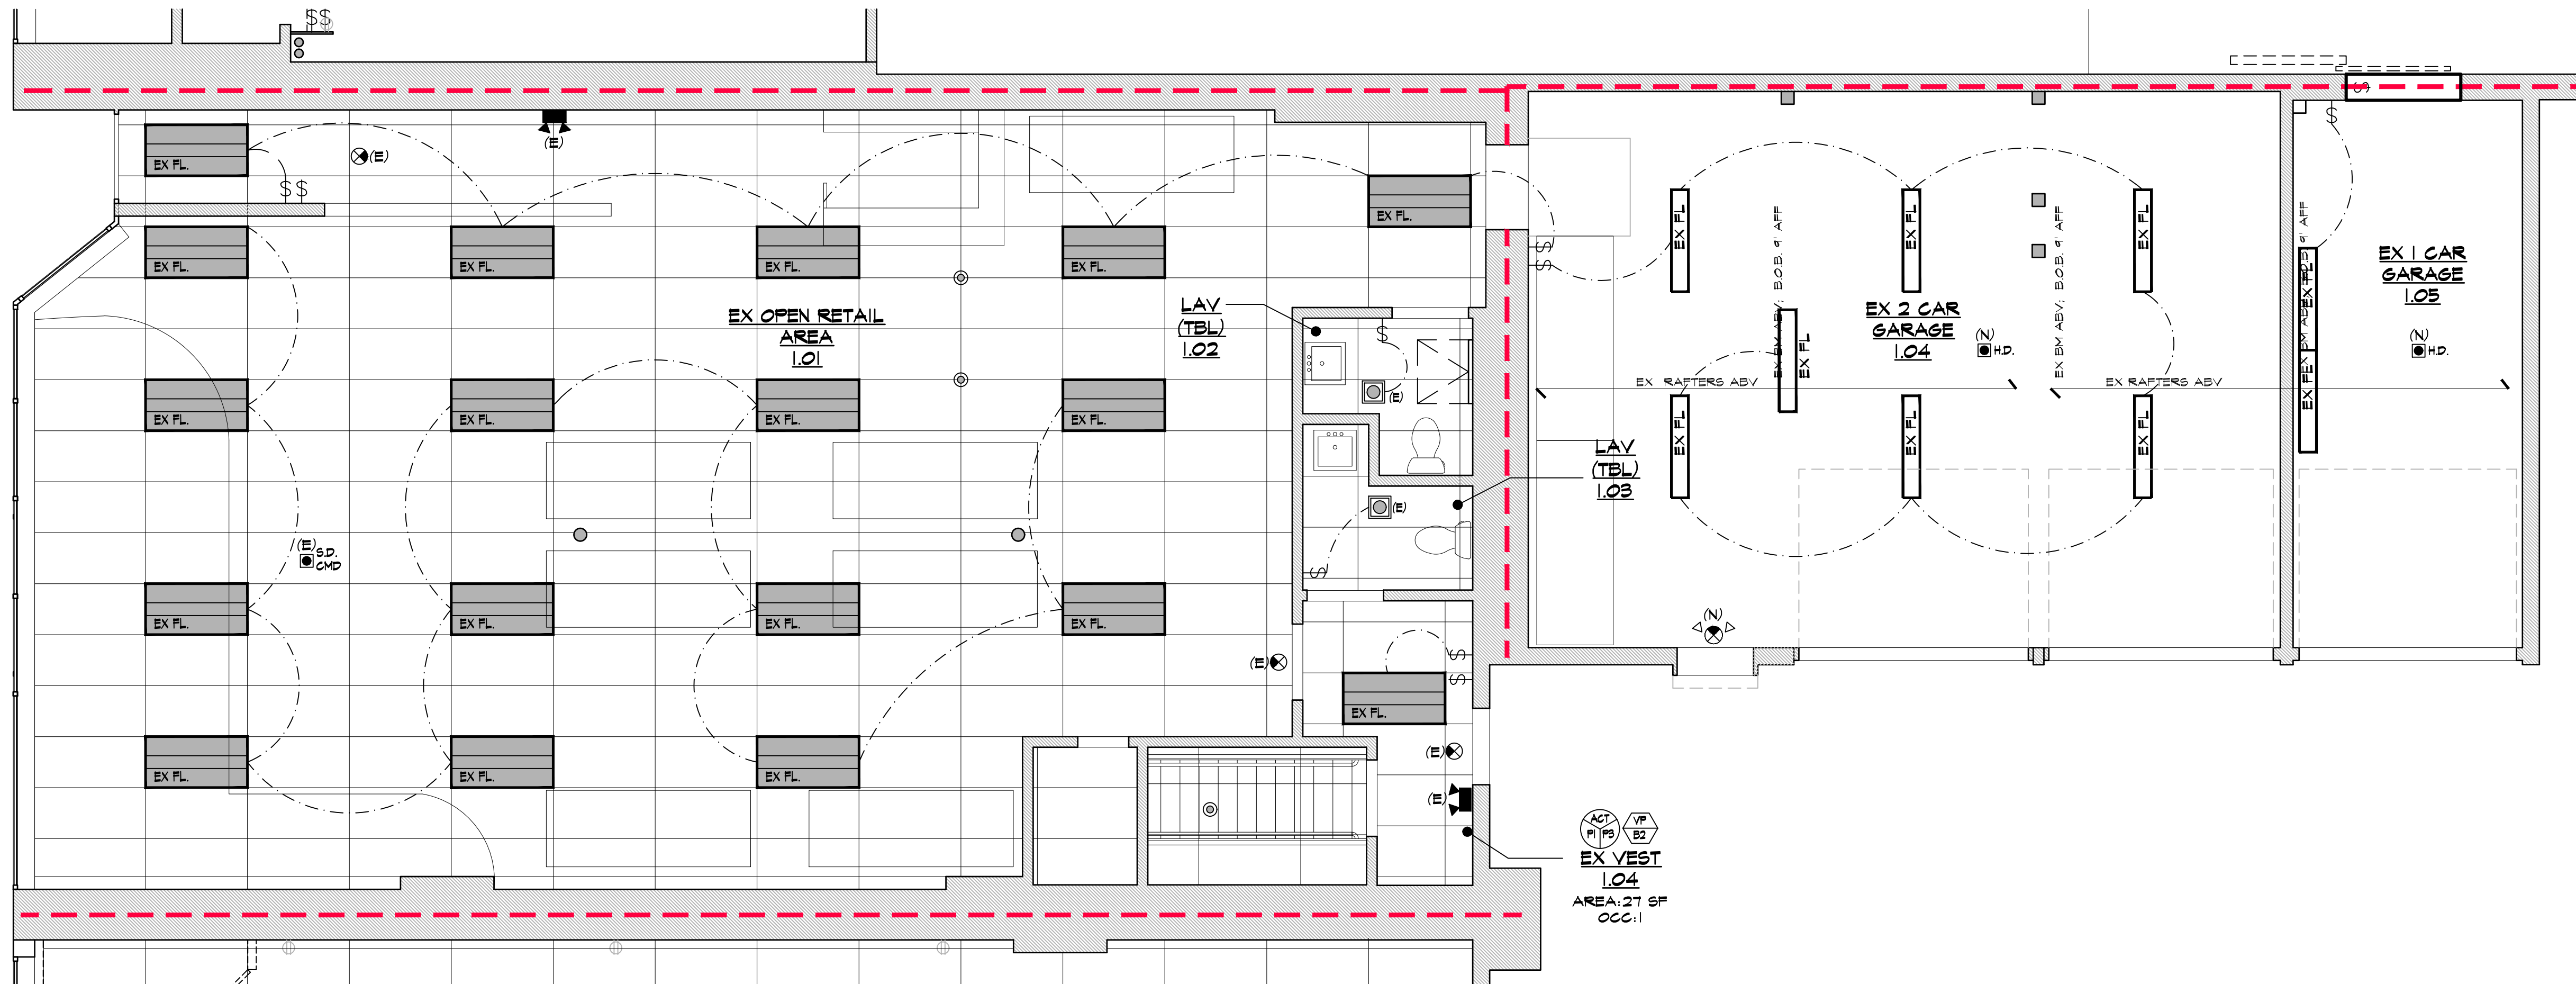 $$
EX FL.
(E)
(E)
$$
EX FL.
EX FL.
EX FL.
EX FL.
EX FL.
EX OPEN RETAIL
AREA
1.01
EX FL.
EX FL.
EX FL.
EX FL.
(E)
S.D.
CMD
EX FL.
EX FL.
EX FL.
EX FL.
EX FL.
EX FL.
EX FL.
LAV
(TBL)
1.02
$
(E)
LAV
(TBL)
1.03
(E)
$
(E)
$
$
EX FL.
(E)
(E)
ACT
P1 P3
VP
B2
EX VEST
1.04
AREA:27 SF
OCC:1
$
$
EX FL
EX FL
EX FL
EX BM ABV; B.O.B. 9' AFF
EX BM ABV; B.O.B. 9' AFF
EX FL
EX 2 CAR
GARAGE
1.04
(N)
H.D.
EX RAFTERS ABV
EX RAFTERS ABV
EX FL
EX FL
EX FL
(N)
$
$
EX FL
EX FL
EX 1 CAR
GARAGE
1.05
(N)
H.D.